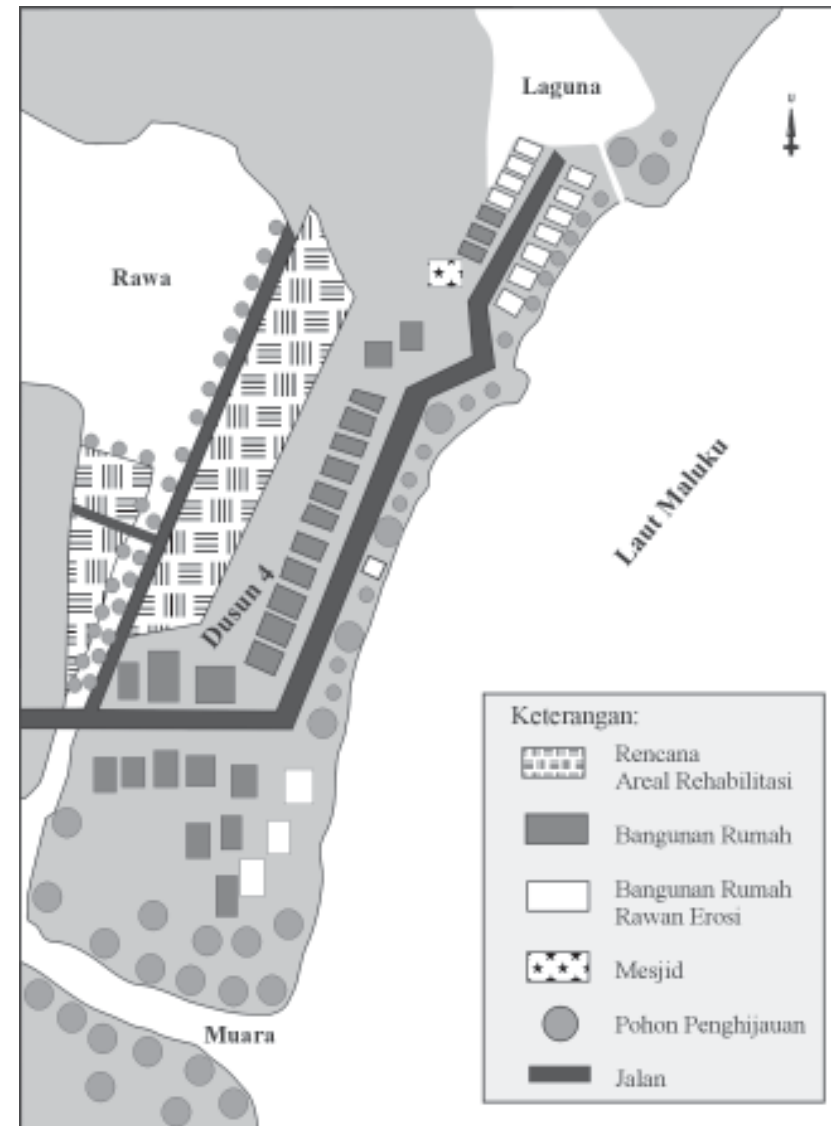 Laguna
U
Rawa
Laut Maluku
Dusun 4
Keterangan:
Rencana
Areal Rehabilitasi
Bangunan Rumah
Bangunan Rumah
Rawan Erosi
Mesjid
Pohon Penghijauan
Jalan
Muara